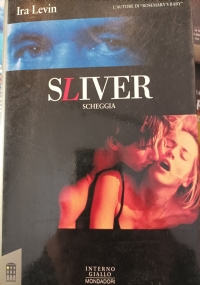 Ira Levin
L'AUTORE DI "ROSEMARY'S BABY"
SLIVER
SCHEGGIA
INTERNO
GIALLO
MONDADORI